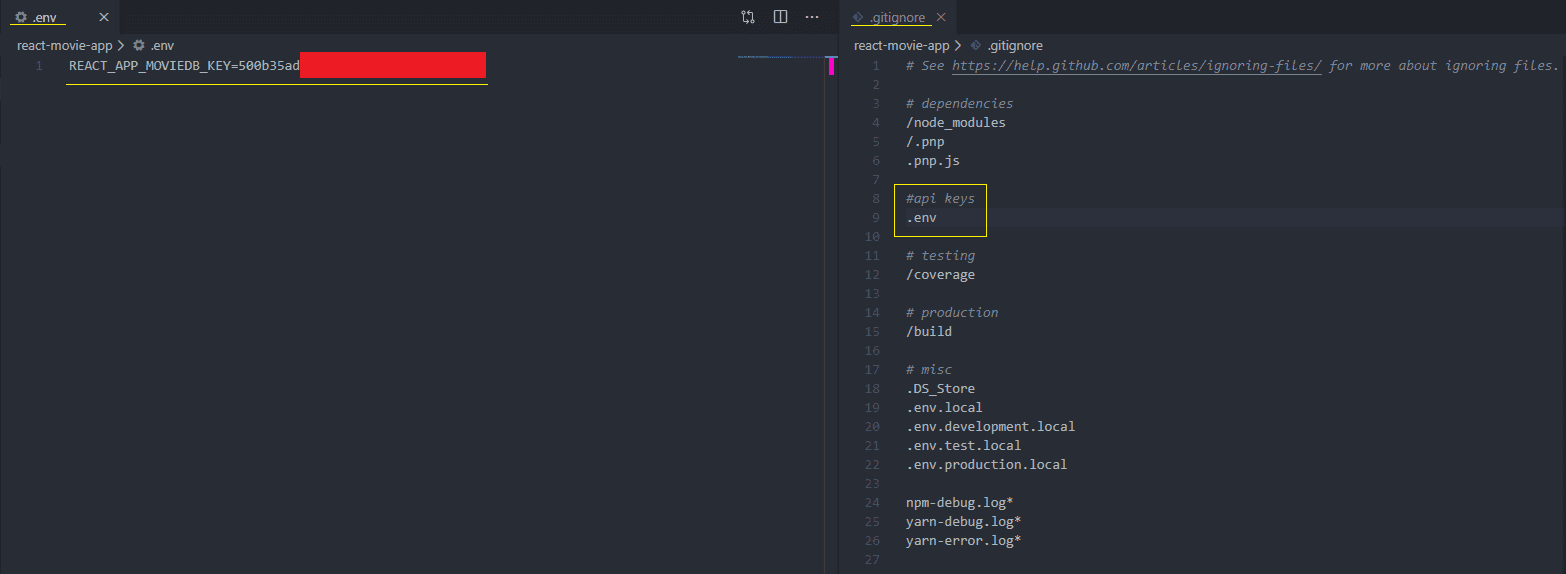 .env
react-movie-app > .env
1 REACT_APP_MOVIEDB_KEY=500b35ad
.gitignore
react-movie-app > .gitignore
1 # See https://help.github.com/articles/ignoring-files/ for more about ignoring files.
2
3 # dependencies
4 /node_modules
5 /.pnp
6 .pnp.js
7
8 #api keys
9 .env
10
11 # testing
12 /coverage
13
14 # production
15 /build
16
17 # misc
18 .DS_Store
19 .env.local
20 .env.development.local
21 .env.test.local
22 .env.production.local
23
24 npm-debug.log*
25 yarn-debug.log*
26 yarn-error.log*
27